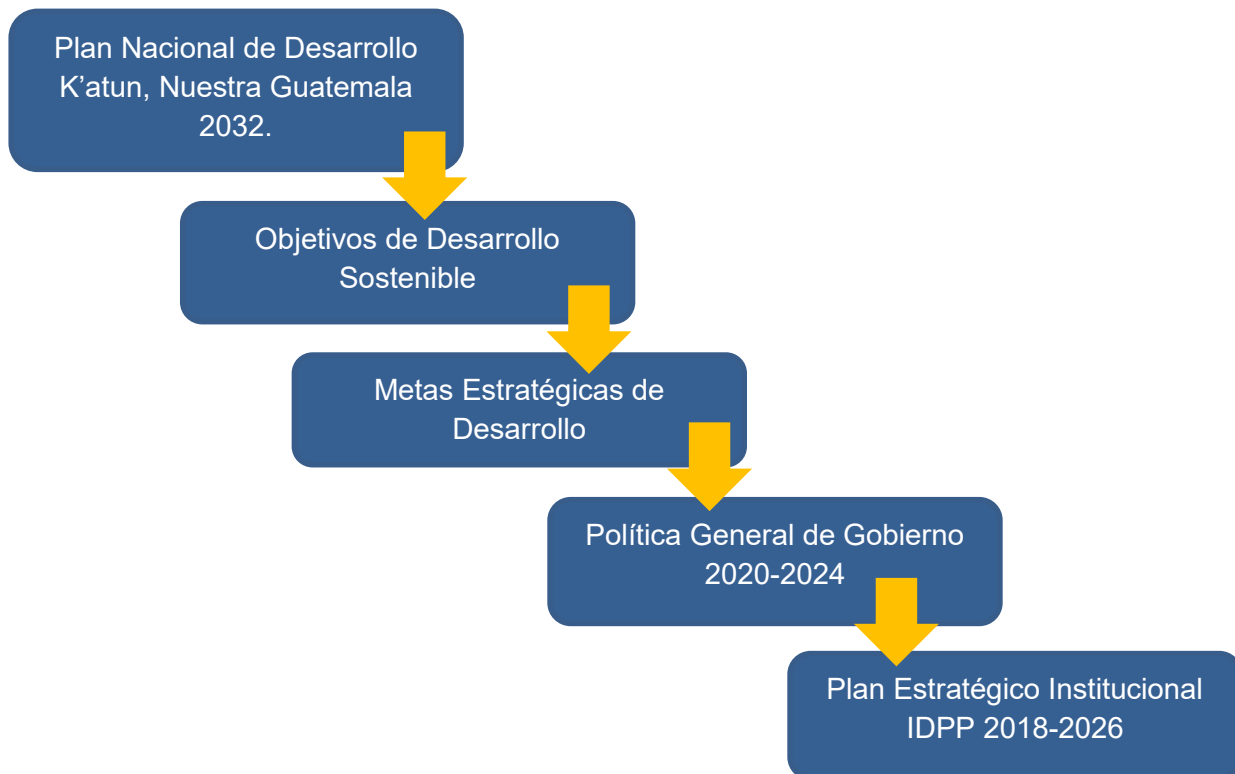 Plan Nacional de Desarrollo
K’atun, Nuestra Guatemala
2032.
Objetivos de Desarrollo
Sostenible
Metas Estratégicas de
Desarrollo
Política General de Gobierno
2020-2024
Plan Estratégico Institucional
IDPP 2018-2026